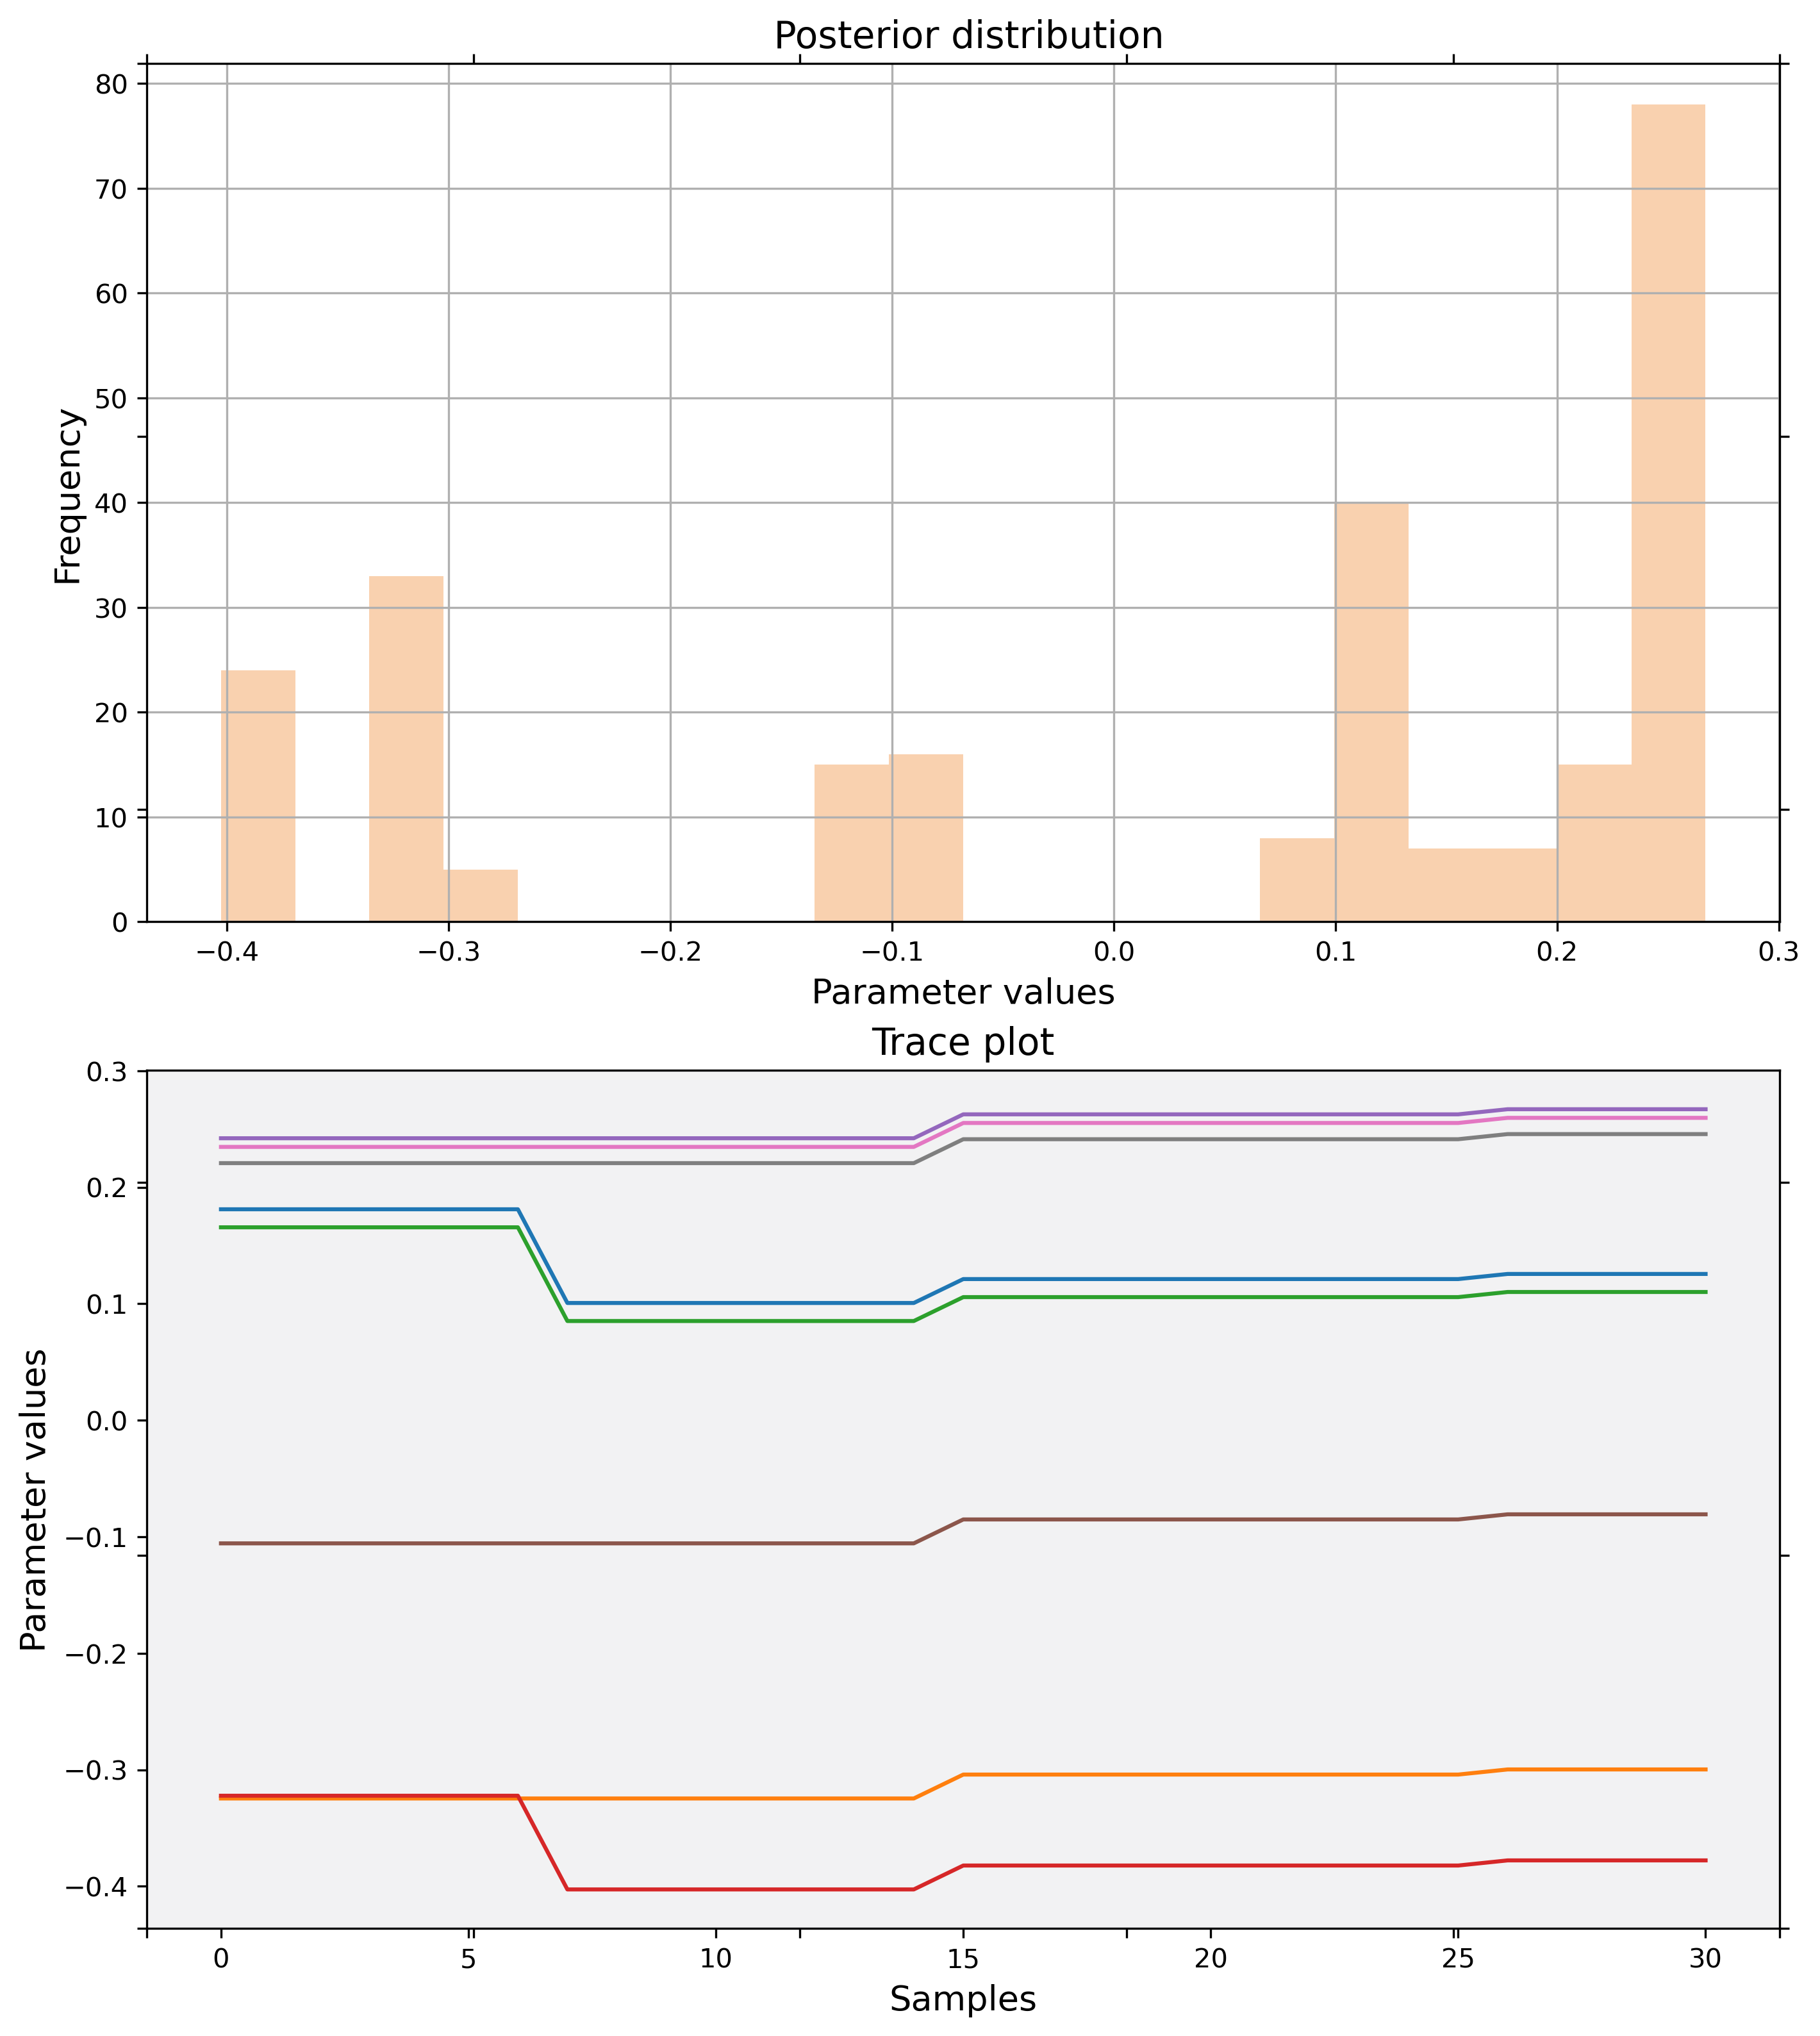 Posterior distribution
80
70
60
50
40
30
20
10
0
Frequency
−0.4 −0.3 −0.2 −0.1 0.0 0.1 0.2 0.3
Parameter values
Trace plot
0.3
0.2
0.1
0.0
−0.1
−0.2
−0.3
−0.4
Parameter values
0 5 10 15 20 25 30
Samples